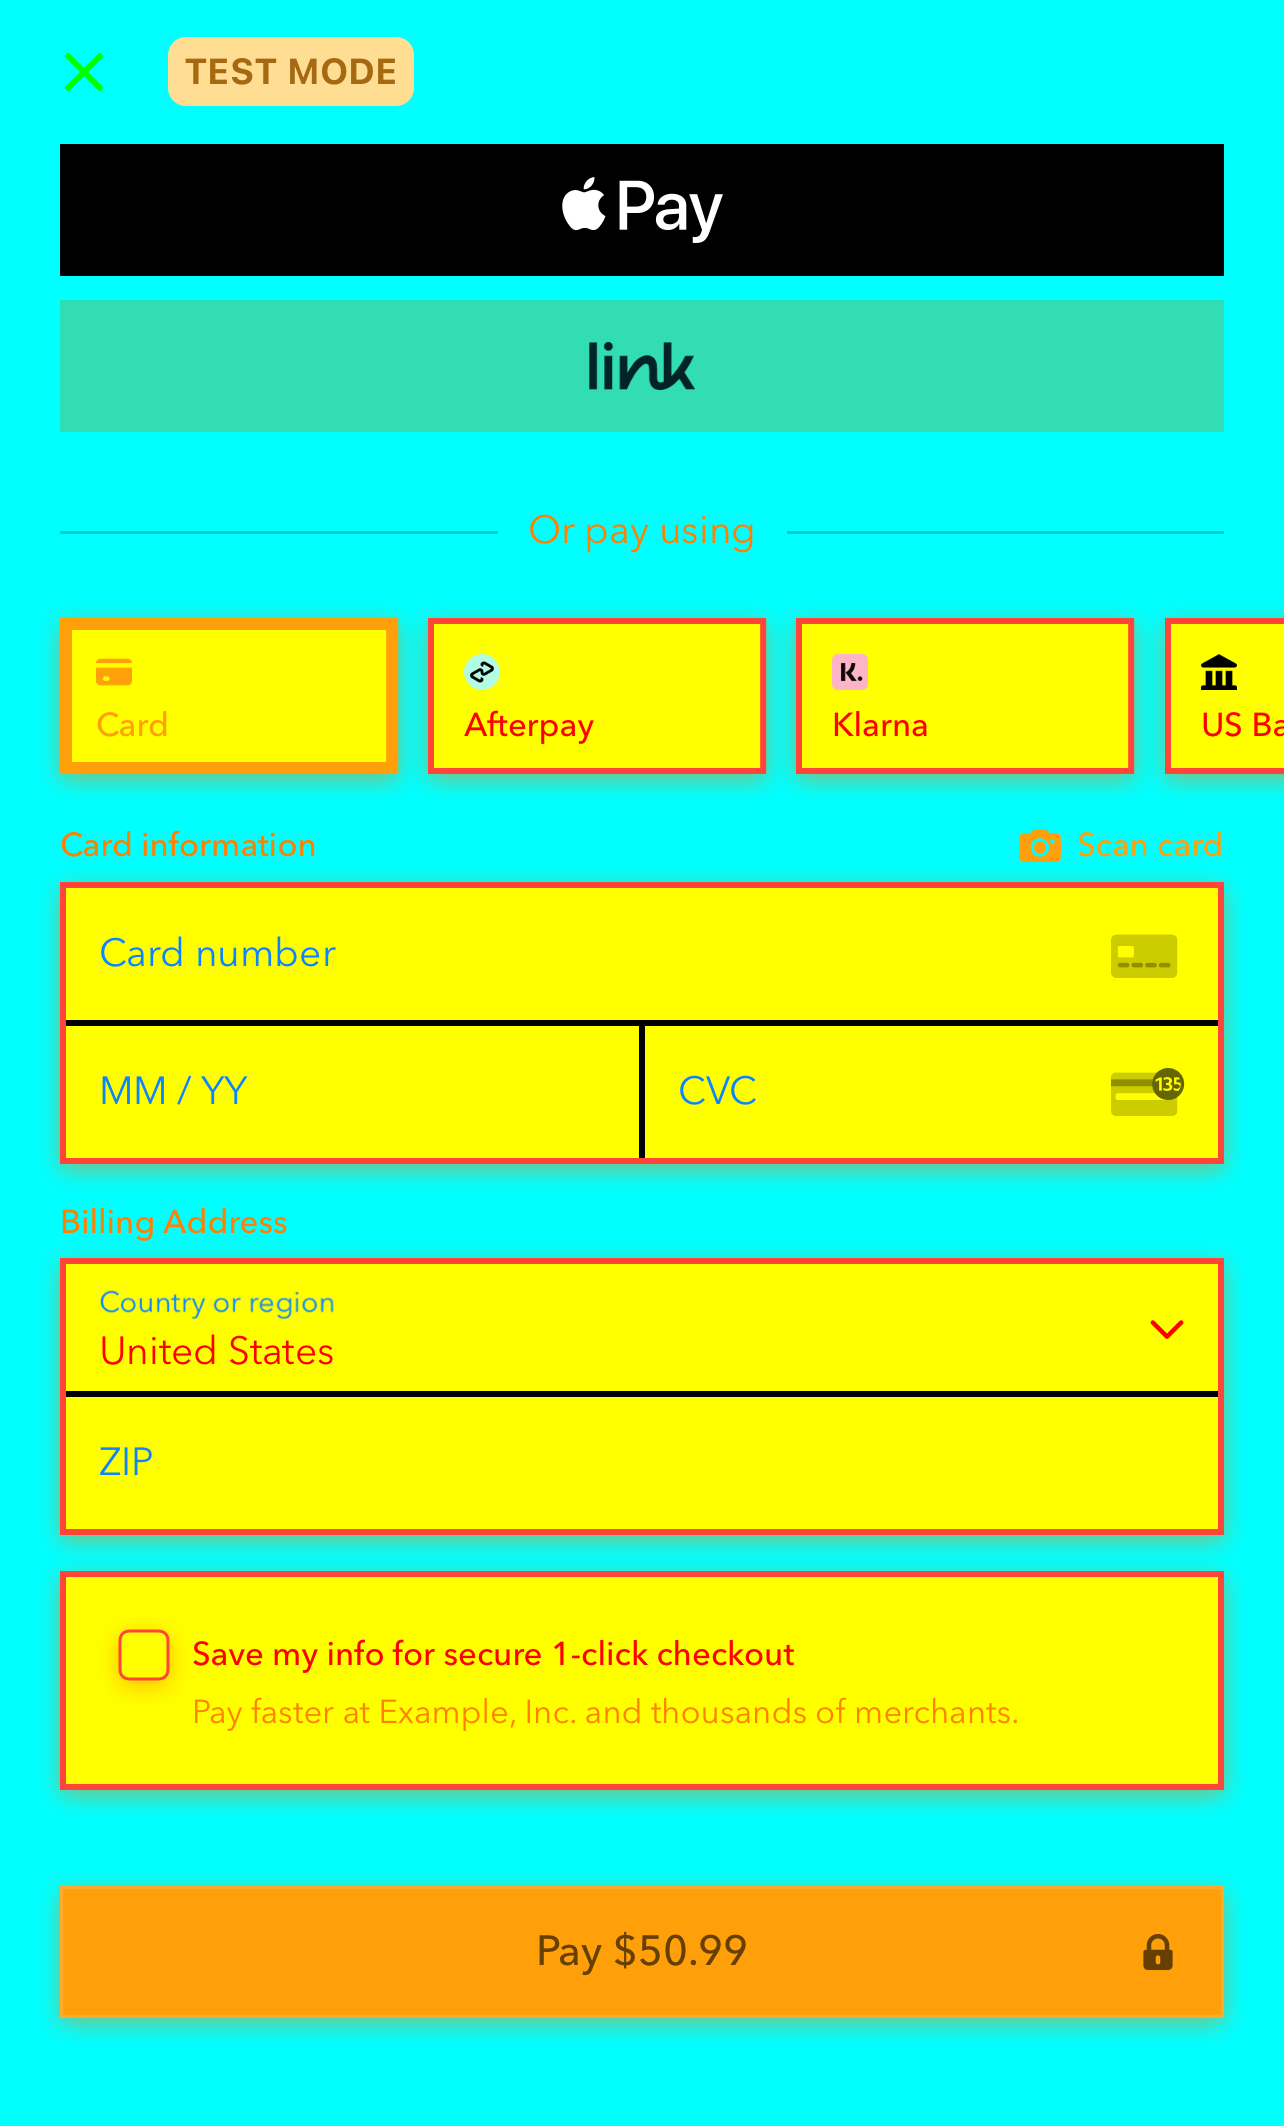 TEST MODE
Pay
link
Or pay using
Card
Afterpay
K.
Klarna
US Ba
Card information
Scan card
Card number
MM / YY
CVC
135
Billing Address
Country or region
United States
ZIP
Save my info for secure 1-click checkout
Pay faster at Example, Inc. and thousands of merchants.
Pay $50.99